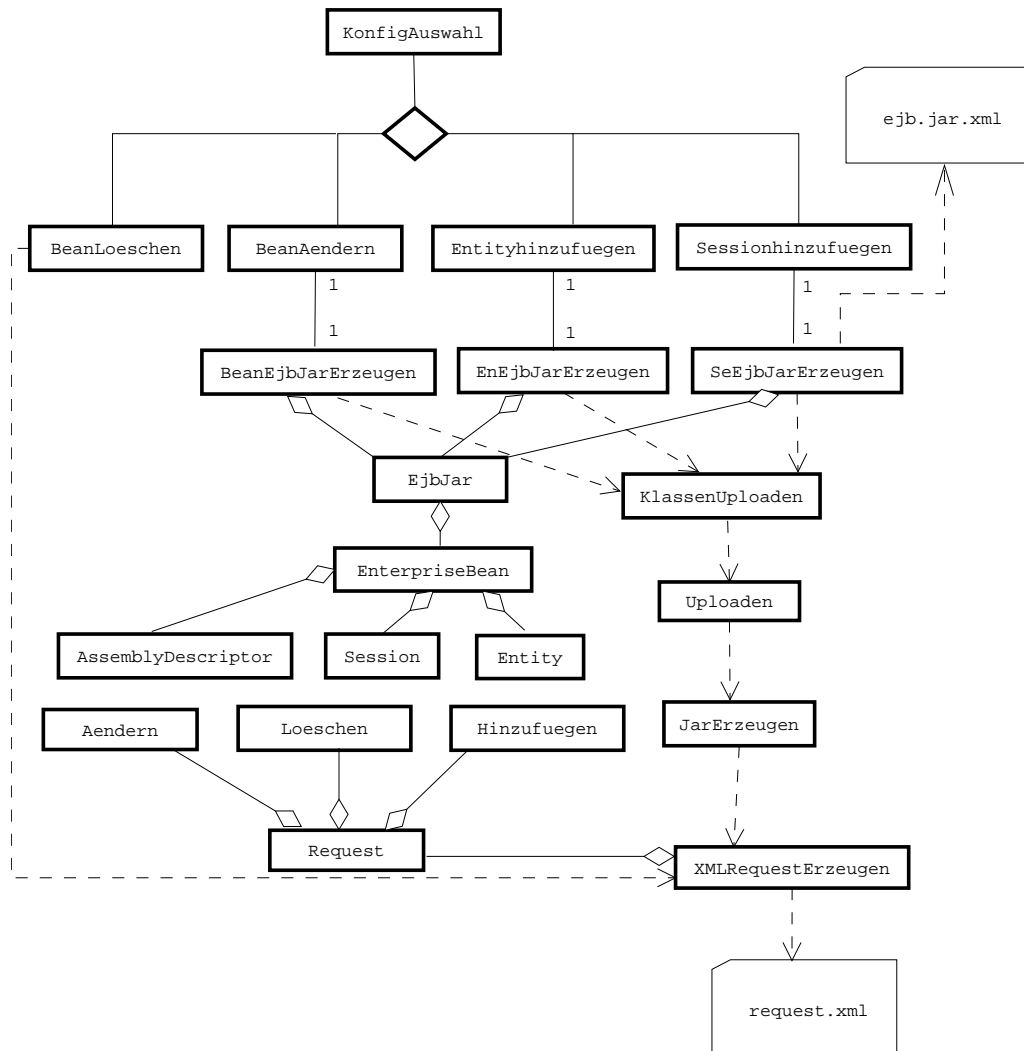 KonfigAuswahl
ejb.jar.xml
BeanLoeschen
BeanAendern
Entityhinzufuegen
Sessionhinzufuegen
1
1
1
1
1
1
BeanEjbJarErzeugen
EnEjbJarErzeugen
SeEjbJarErzeugen
EjbJar
KlassenUploaden
EnterpriseBean
Uploaden
AssemblyDescriptor
Session
Entity
Aendern
Loeschen
Hinzufuegen
JarErzeugen
Request
XMLRequestErzeugen
request.xml